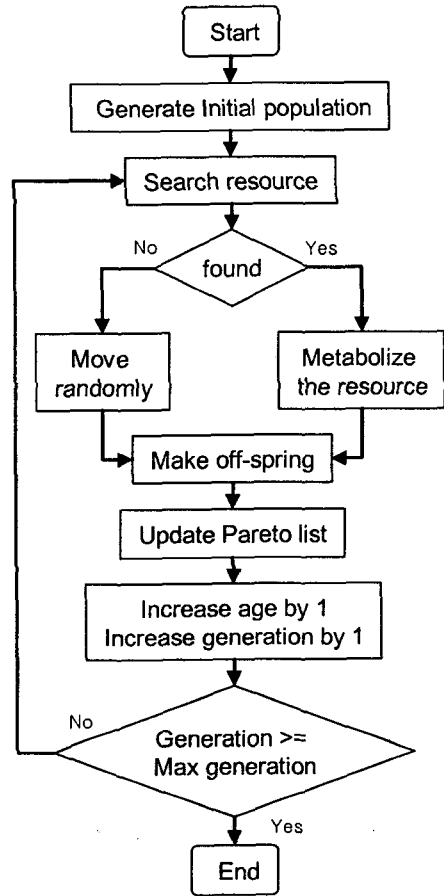 Start
Generate Initial population
Search resource
No
Yes
found
Move
randomly
Metabolize
the resource
Make off-spring
Update Pareto list
Increase age by 1
Increase generation by 1
No
Generation >=
Max generation
Yes
End